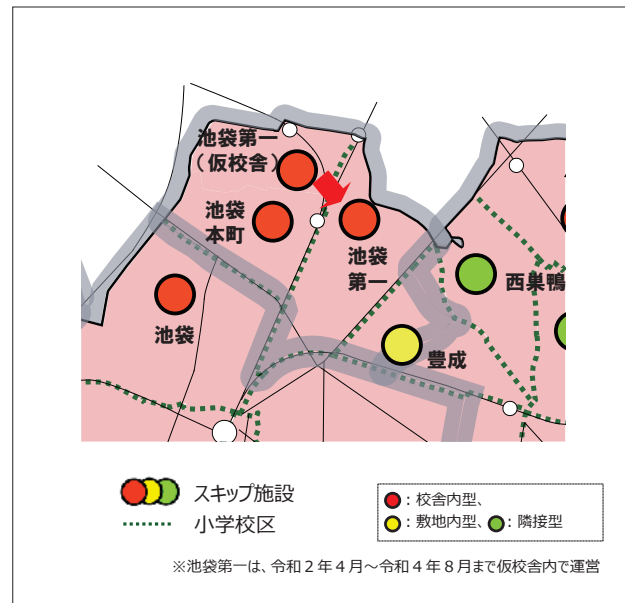 池袋第一
（仮校舎）
池袋
本町
池袋
第一
西巣鴨
池袋
豊成
スキップ施設
小学校区
：校舎内型、
：敷地内型、：隣接型
※池袋第一は、令和２年４月～令和４年８月まで仮校舎内で運営